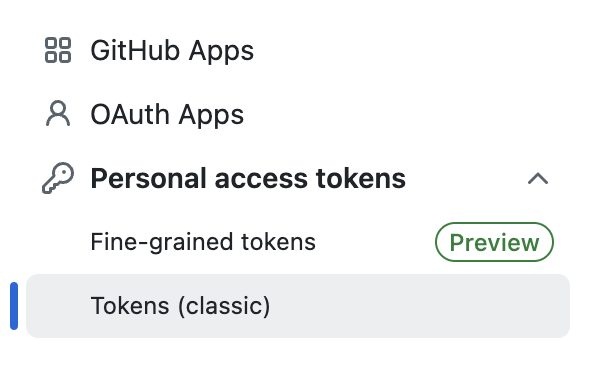 GitHub Apps
OAuth Apps
Personal access tokens
Fine-grained tokens Preview
Tokens (classic)